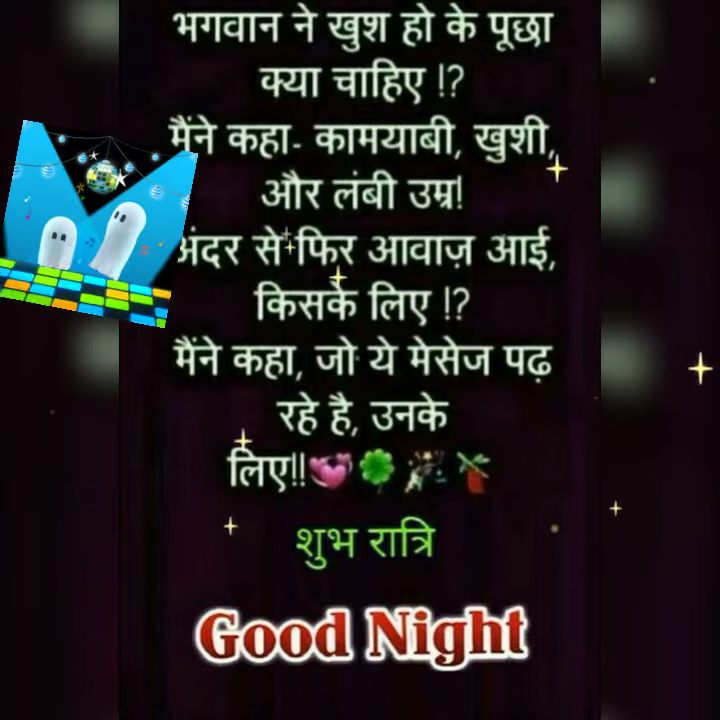 भगवान ने खुश हो के पूछा
क्या चाहिए !?
मैंने कहा- कामयाबी, खुशी,
और लंबी उम्र!
अंदर से फिर आवाज़ आई,
किसके लिए !?
मैंने कहा, जो ये मेसेज पढ़
रहे है, उनके
लिए!!💞🍀🎉🎋
शुभ रात्रि
Good Night